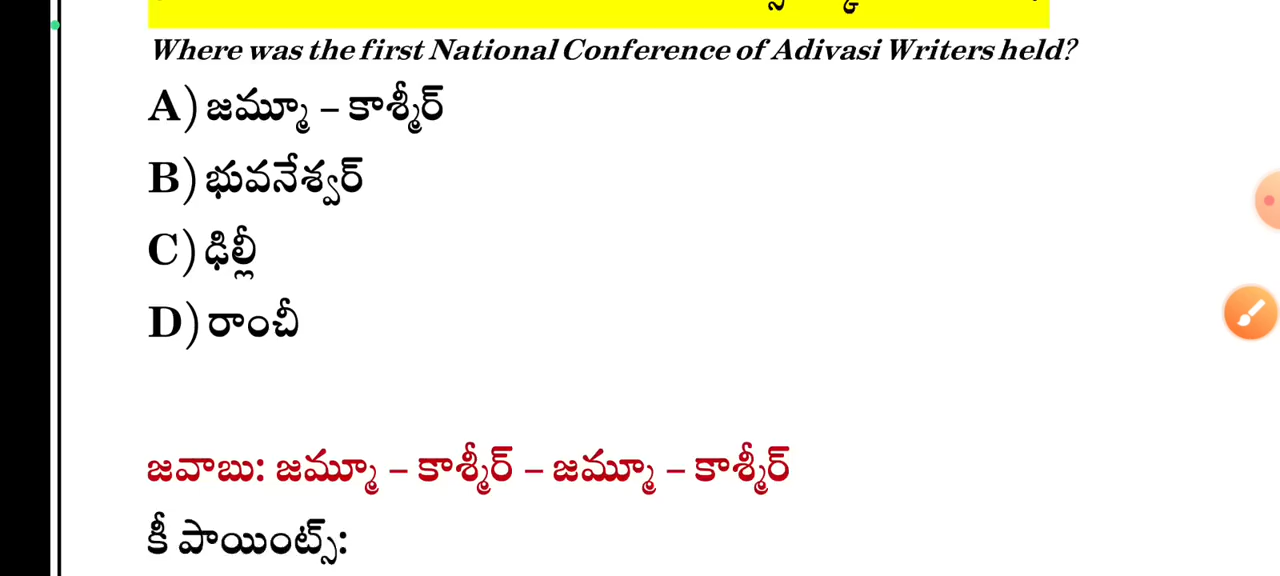 Where was the first National Conference of Adivasi Writers held?
A) జమ్మూ – కాశ్మీర్
B) భువనేశ్వర్
C) ఢిల్లీ
D) రాంచీ
జవాబు: జమ్మూ – కాశ్మీర్ – జమ్మూ – కాశ్మీర్
కీ పాయింట్స్: